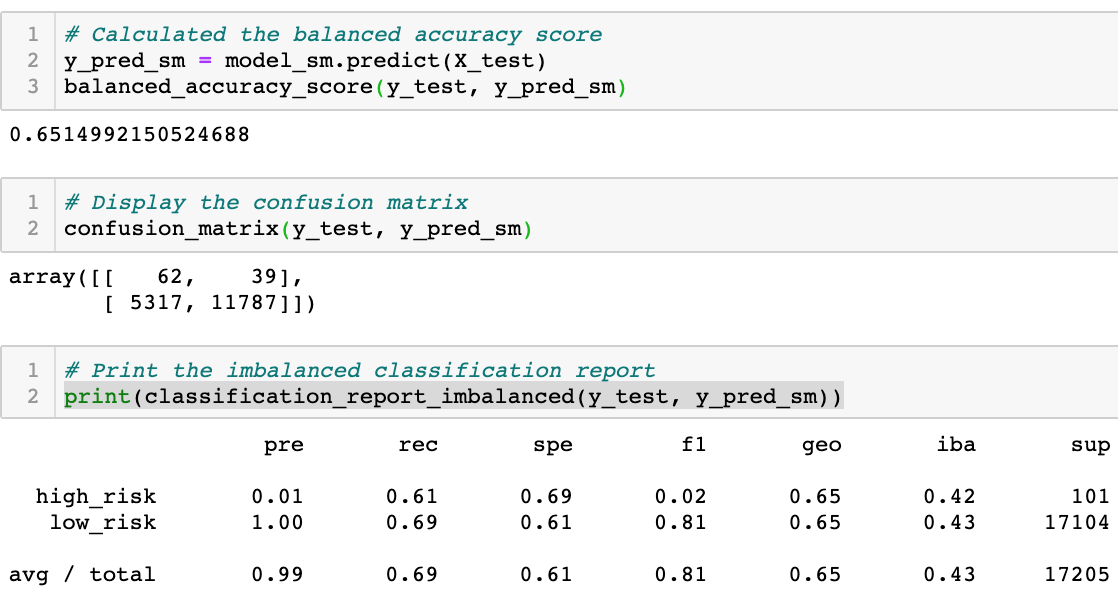 1 # Calculated the balanced accuracy score
2 y_pred_sm = model_sm.predict(X_test)
3 balanced_accuracy_score(y_test, y_pred_sm)
0.6514992150524688
1 # Display the confusion matrix
2 confusion_matrix(y_test, y_pred_sm)
array([[   62,    39],
       [ 5317, 11787]])
1 # Print the imbalanced classification report
2 print(classification_report_imbalanced(y_test, y_pred_sm))
pre rec spe f1 geo iba sup
high_risk 0.01 0.61 0.69 0.02 0.65 0.42 101
low_risk 1.00 0.69 0.61 0.81 0.65 0.43 17104
avg / total 0.99 0.69 0.61 0.81 0.65 0.43 17205